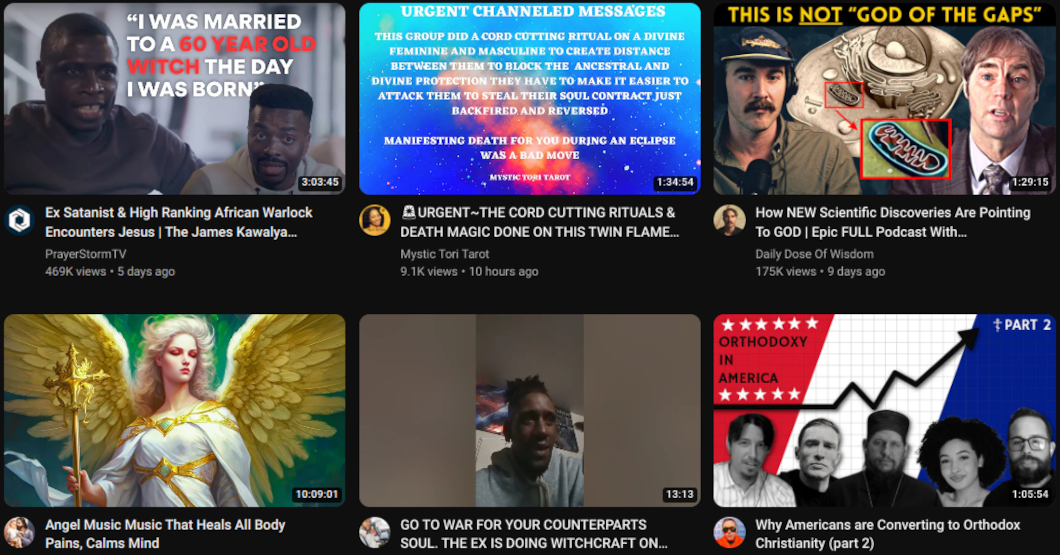 "I WAS MARRIED
TO A 60 YEAR OLD
WITCH THE DAY
I WAS BORN"
3:03:45
Ex Satanist & High Ranking African Warlock
Encounters Jesus | The James Kawalya...
PrayerStormTV
469K views • 5 days ago
URGENT CHANNELED MESSAGES
THIS GROUP DID A CORD CUTTING RITUAL ON A DIVINE
FEMININE AND MASCULINE TO CREATE DISTANCE
BETWEEN THEM TO BLOCK THE ANCESTRAL AND
DIVINE PROTECTION THEY HAVE TO MAKE IT EASIER TO
ATTACK THEM TO STEAL THEIR SOUL CONTRACT JUST
BACKFIRED AND REVERSED
MANIFESTING DEATH FOR YOU DURING AN ECLIPSE
WAS A BAD MOVE
MYSTIC TORI TAROT
1:34:54
🚨URGENT~THE CORD CUTTING RITUALS &
DEATH MAGIC DONE ON THIS TWIN FLAME...
Mystic Tori Tarot
9.1K views • 10 hours ago
THIS IS NOT "GOD OF THE GAPS"
1:29:15
How NEW Scientific Discoveries Are Pointing
To GOD | Epic FULL Podcast With...
Daily Dose Of Wisdom
175K views • 9 days ago
10:09:01
Angel Music Music That Heals All Body
Pains, Calms Mind
13:13
GO TO WAR FOR YOUR COUNTERPARTS
SOUL. THE EX IS DOING WITCHCRAFT ON...
ORTHODOXY
IN
AMERICA
PART 2
1:05:54
Why Americans are Converting to Orthodox
Christianity (part 2)